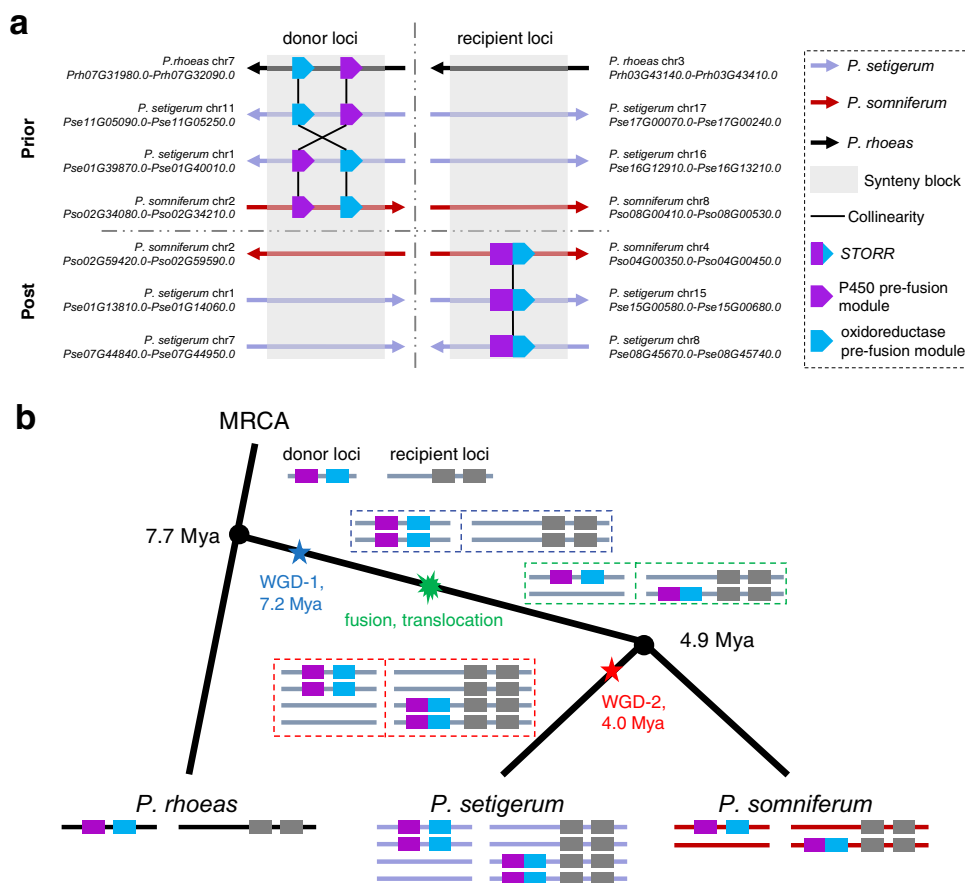 a
donor loci
recipient loci
Prior
Post
P.rhoeas chr7
Prh07G31980.0-Prh07G32090.0
P. setigerum chr11
Pse11G05090.0-Pse11G05250.0
P. setigerum chr1
Pse01G39870.0-Pse01G40010.0
P. somniferum chr2
Pso02G34080.0-Pso02G34210.0
P. somniferum chr2
Pso02G59420.0-Pso02G59590.0
P. setigerum chr1
Pse01G13810.0-Pse01G14060.0
P. setigerum chr7
Pse07G44840.0-Pse07G44950.0
P. rhoeas chr3
Prh03G43140.0-Prh03G43410.0
P. setigerum chr17
Pse17G00070.0-Pse17G00240.0
P. setigerum chr16
Pse16G12910.0-Pse16G13210.0
P. somniferum chr8
Pso08G00410.0-Pso08G00530.0
P. somniferum chr4
Pso04G00350.0-Pso04G00450.0
P. setigerum chr15
Pse15G00580.0-Pse15G00680.0
P. setigerum chr8
Pse08G45670.0-Pse08G45740.0
P. setigerum
P. somniferum
P. rhoeas
Synteny block
Collinearity
STORR
P450 pre-fusion
module
oxidoreductase
pre-fusion module
b
MRCA
donor loci
recipient loci
7.7 Mya
WGD-1,
7.2 Mya
fusion, translocation
4.9 Mya
WGD-2,
4.0 Mya
P. rhoeas
P. setigerum
P. somniferum